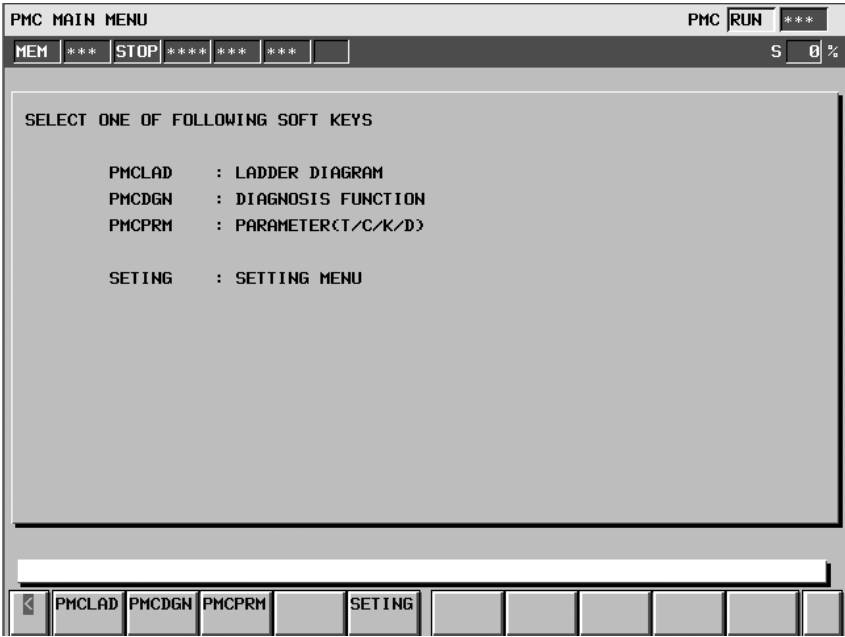 PMC MAIN MENU PMC RUN ***
MEM *** STOP **** *** *** S 0 %
SELECT ONE OF FOLLOWING SOFT KEYS
PMCLAD : LADDER DIAGRAM
PMCDGN : DIAGNOSIS FUNCTION
PMCPRM : PARAMETER(T/C/K/D)
SETING : SETTING MENU
< PMCLAD PMCDGN PMCPRM SETING